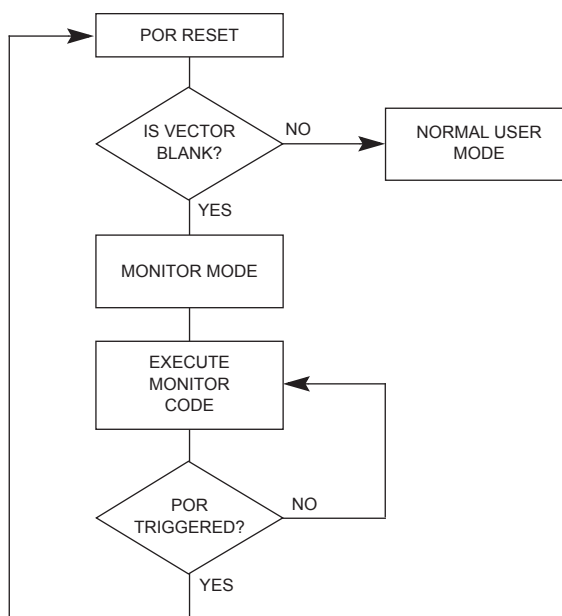 POR RESET
IS VECTOR
BLANK?
NO
NORMAL USER
MODE
YES
MONITOR MODE
EXECUTE
MONITOR
CODE
POR
TRIGGERED?
NO
YES